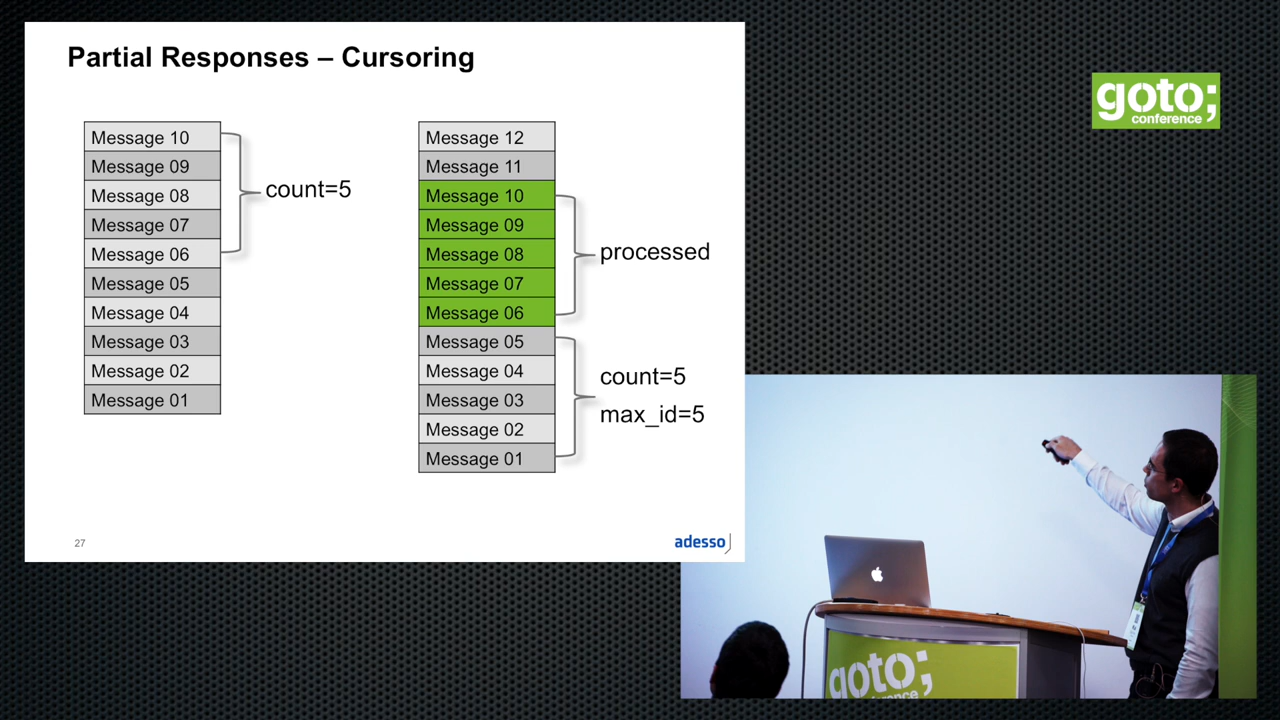 Partial Responses – Cursoring
Message 10
Message 09
Message 08
Message 07
Message 06
Message 05
Message 04
Message 03
Message 02
Message 01
count=5
Message 12
Message 11
Message 10
Message 09
Message 08
Message 07
Message 06
Message 05
Message 04
Message 03
Message 02
Message 01
processed
count=5
max_id=5
27
adesso
goto;
conference
goto;
conference